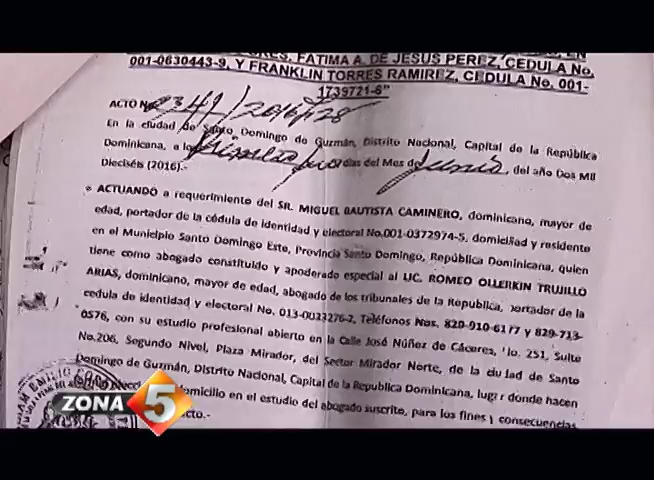 FATIMA A. DE JESUS PEREZ, CEDULA No.
001-0630443-9, Y FRANKLIN TORRES RAMIREZ, CEDULA No. 001-
1739721-6"
ACTO No. 2341/2016
En la ciudad de Santo Domingo de Guzmán, Distrito Nacional, Capital de la República
Dominicana, a los días del Mes de Junio, del año Dos Mil
Dieciséis (2016).-
ACTUANDO a requerimiento del SR. MIGUEL BAUTISTA CAMINERO, dominicano, mayor de
edad, portador de la cédula de identidad y electoral No.001-0372974-5, domiciliad y residente
en el Municipio Santo Domingo Este, Provincia Santo Domingo, República Dominicana, quien
tiene como abogado constituido y apoderado especial al LIC. ROMEO OLLERKIN TRUJILLO
ARIAS, dominicano, mayor de edad, abogado de los tribunales de la Republica, portador de la
cedula de identidad y electoral No. 013-0033276-2, Teléfonos Nos. 829-910-6177 y 829-713-
0576, con su estudio profesional abierto en la Calle José Núñez de Cáceres, No. 251, Suite
No.206, Segundo Nivel, Plaza Mirador, del Sector Mirador Norte, de la ciudad de Santo
Domingo de Guzmán, Distrito Nacional, Capital de la Republica Dominicana, lugar donde hacen
domicilio en el estudio del abogado suscrito, para los fines y consecuencias
cto.-
ZONA 5